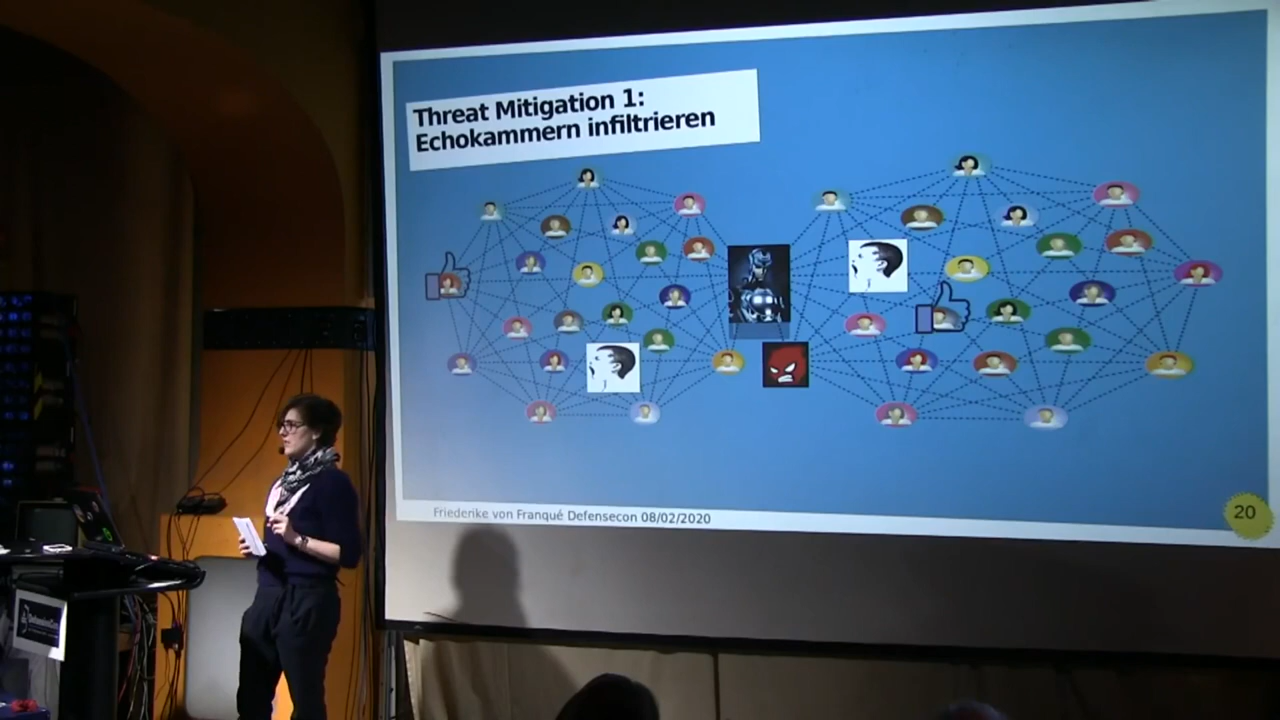 Threat Mitigation 1:
Echokammern infiltrieren
Friederike von Franqué Defensecon 08/02/2020
20